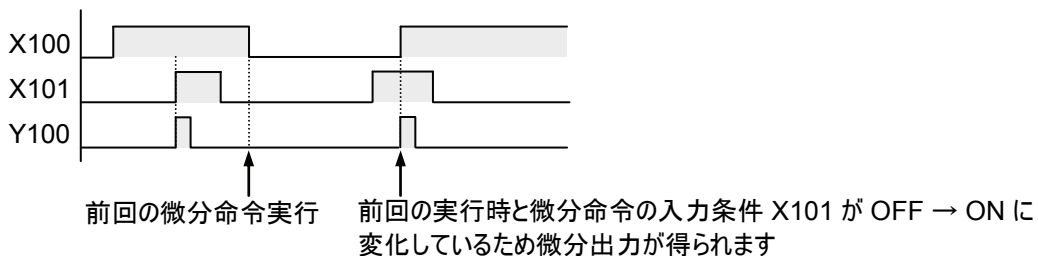 X100
X101
Y100
前回の微分命令実行
前回の実行時と微分命令の入力条件 X101 が OFF → ON に
変化しているため微分出力が得られます